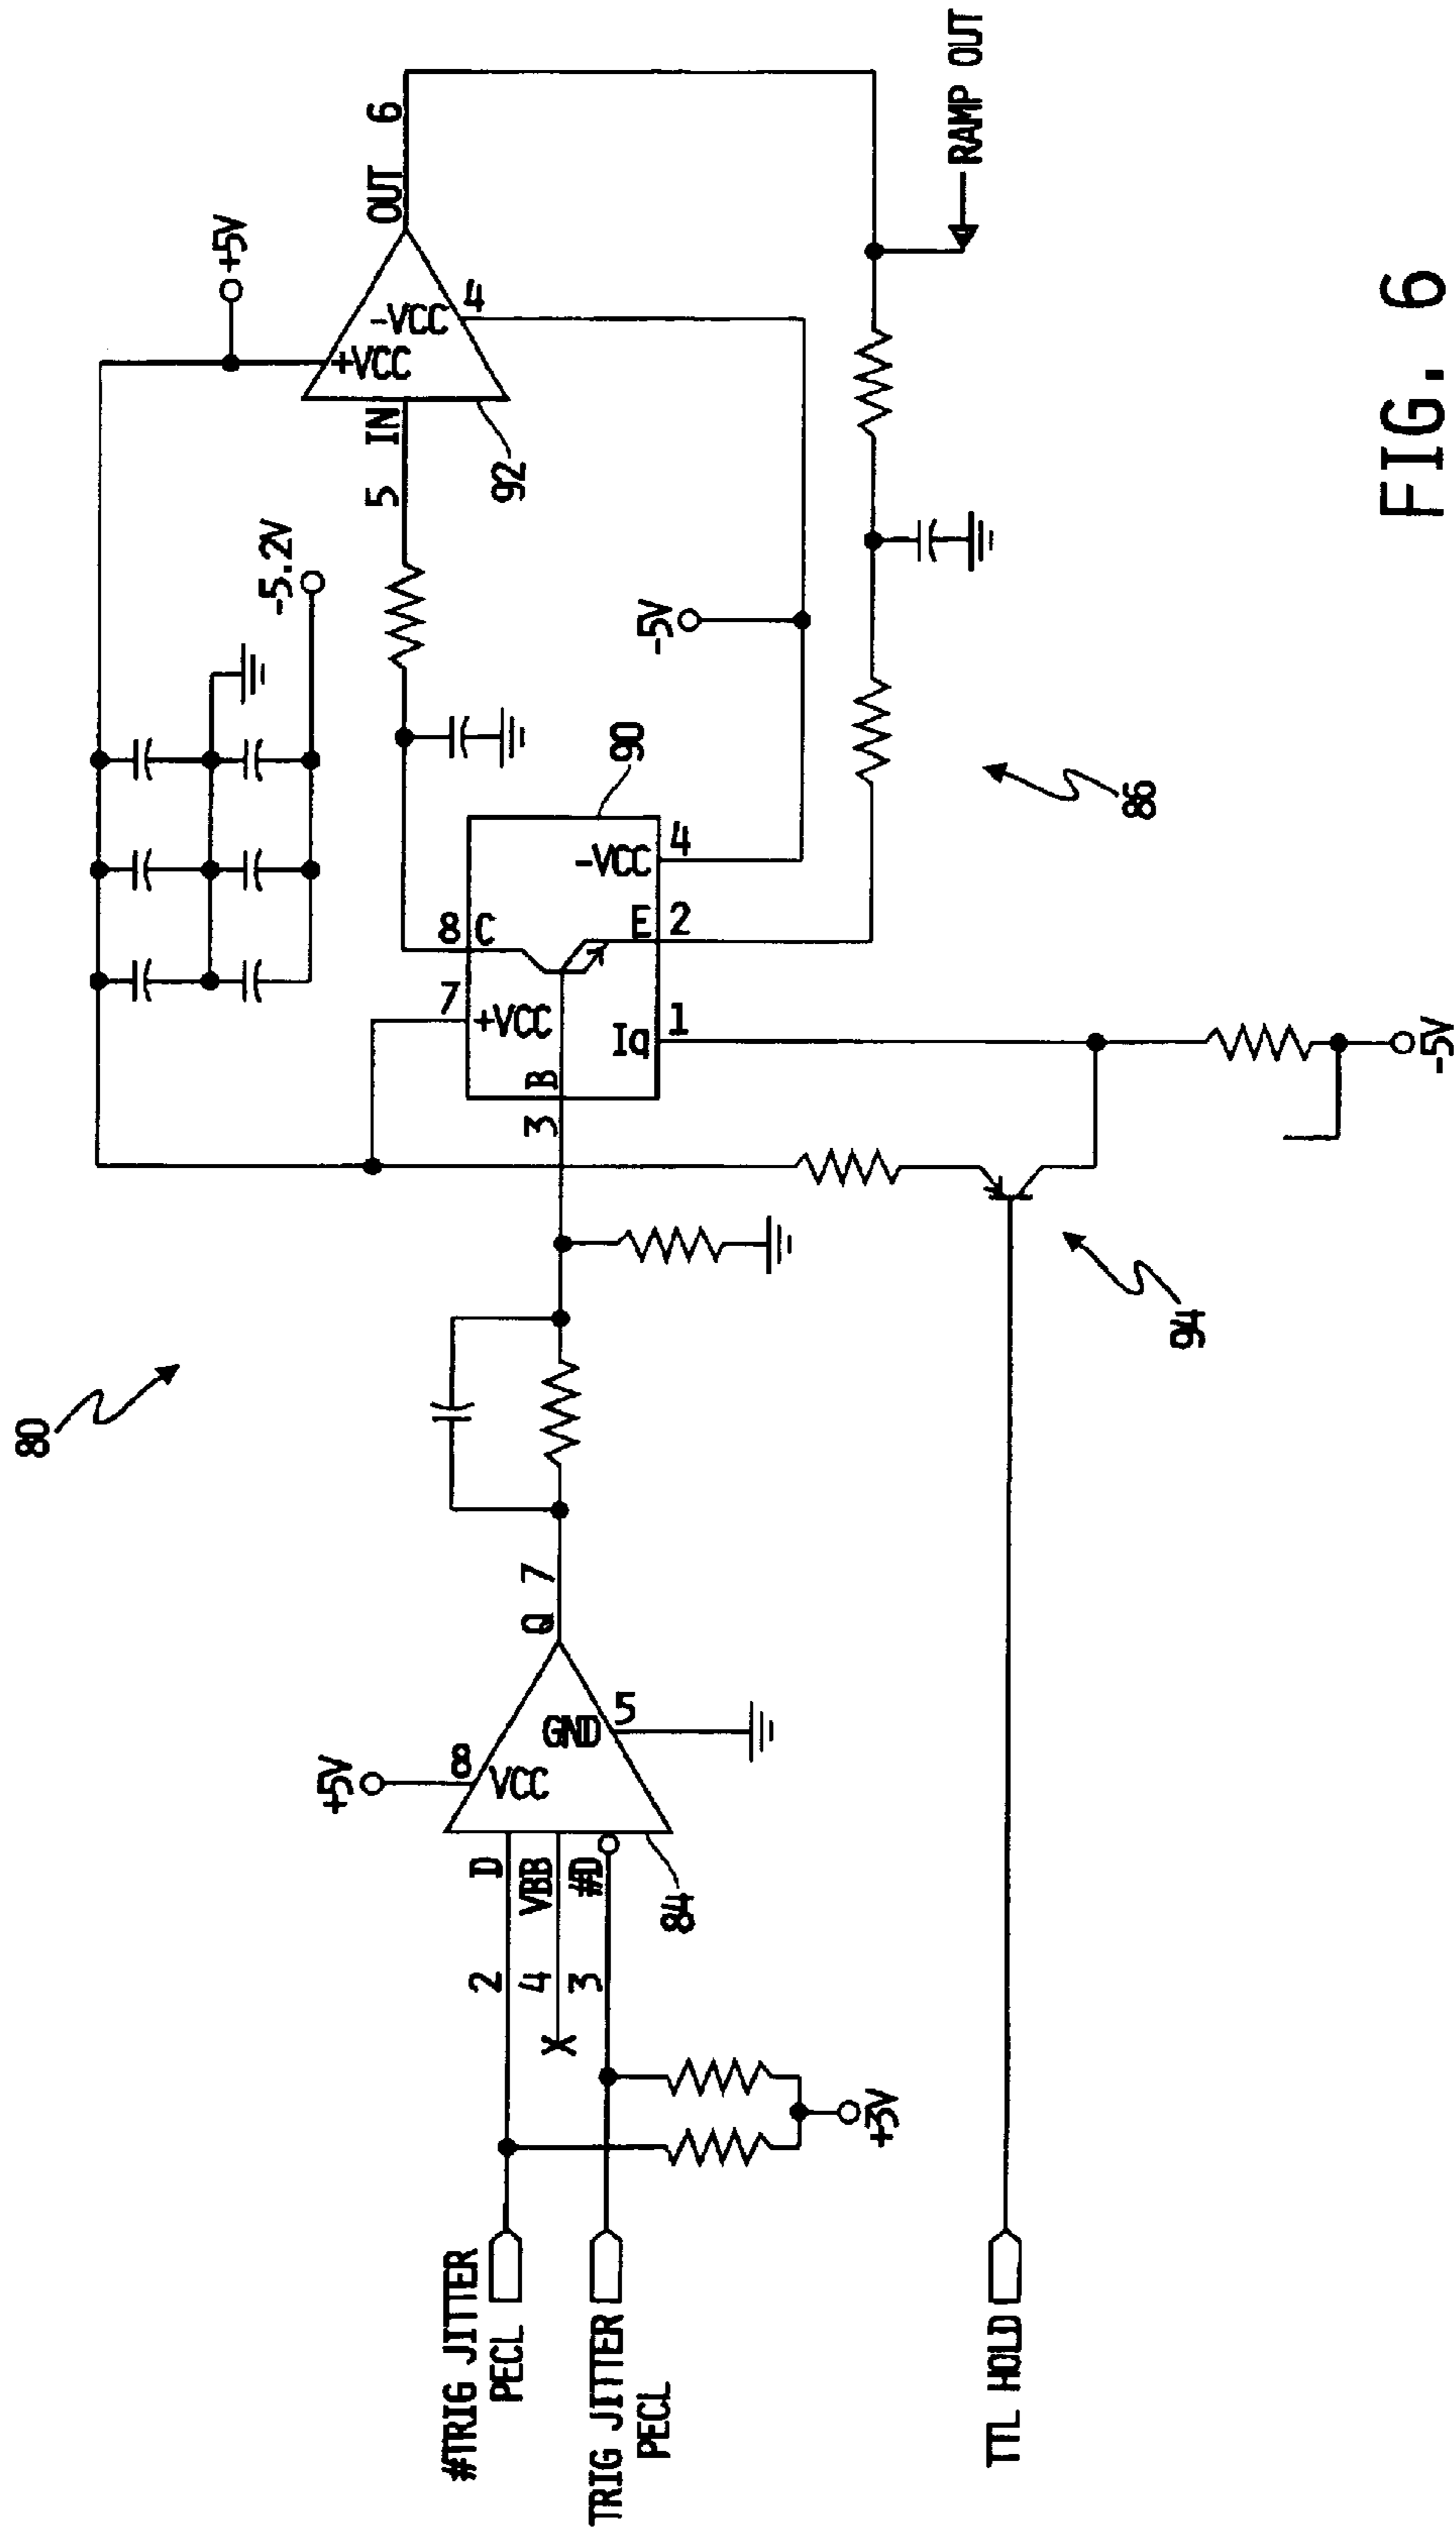 80
#TRIG JITTER
PECL
TRIG JITTER
PECL
TTL HOLD
2
D
4
VBB
3
#D
+3V
+5V
8
VCC
GND
5
Q 7
84
3
B
7
+VCC
8
C
Iq
1
E
2
-VCC
4
90
-5.2V
+5V
5 IN
+VCC
-VCC
4
OUT 6
92
-5V
-5V
94
86
RAMP OUT
FIG. 6